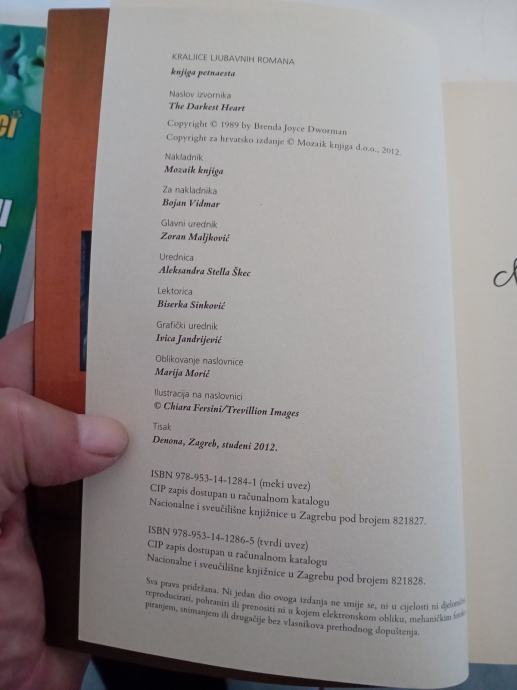 KRALJICE LJUBAVNIH ROMANA
knjiga petnaesta
Naslov izvornika
The Darkest Heart
Copyright © 1989 by Brenda Joyce Dworman
Copyright za hrvatsko izdanje © Mozaik knjiga d.o.o., 2012.
Nakladnik
Mozaik knjiga
Za nakladnika
Bojan Vidmar
Glavni urednik
Zoran Maljković
Urednica
Aleksandra Stella Škec
Lektorica
Biserka Sinković
Grafički urednik
Ivica Jandrijević
Oblikovanje naslovnice
Marija Morić
Ilustracija na naslovnici
© Chiara Fersini/Trevillion Images
Tisak
Denona, Zagreb, studeni 2012.
ISBN 978-953-14-1284-1 (meki uvez)
CIP zapis dostupan u računalnom katalogu
Nacionalne i sveučilišne knjižnice u Zagrebu pod brojem 821827.
ISBN 978-953-14-1286-5 (tvrdi uvez)
CIP zapis dostupan u računalnom katalogu
Nacionalne i sveučilišne knjižnice u Zagrebu pod brojem 821828.
Sva prava pridržana. Ni jedan dio ovoga izdanja ne smije se, ni u cijelosti ni
reproducirati, pohraniti ili prenositi ni u kojem elektronskom obliku, mehaničkim
piranjem, snimanjem ili drugačije bez vlasnikova prethodnog dopuštenja.